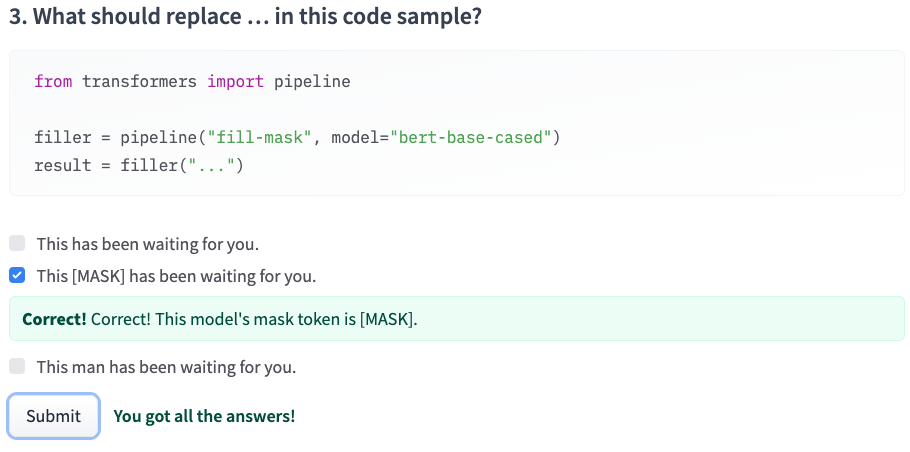 3. What should replace … in this code sample?
from transformers import pipeline
filler = pipeline("fill-mask", model="bert-base-cased")
result = filler("...")
This has been waiting for you.
This [MASK] has been waiting for you.
Correct! Correct! This model's mask token is [MASK].
This man has been waiting for you.
Submit You got all the answers!